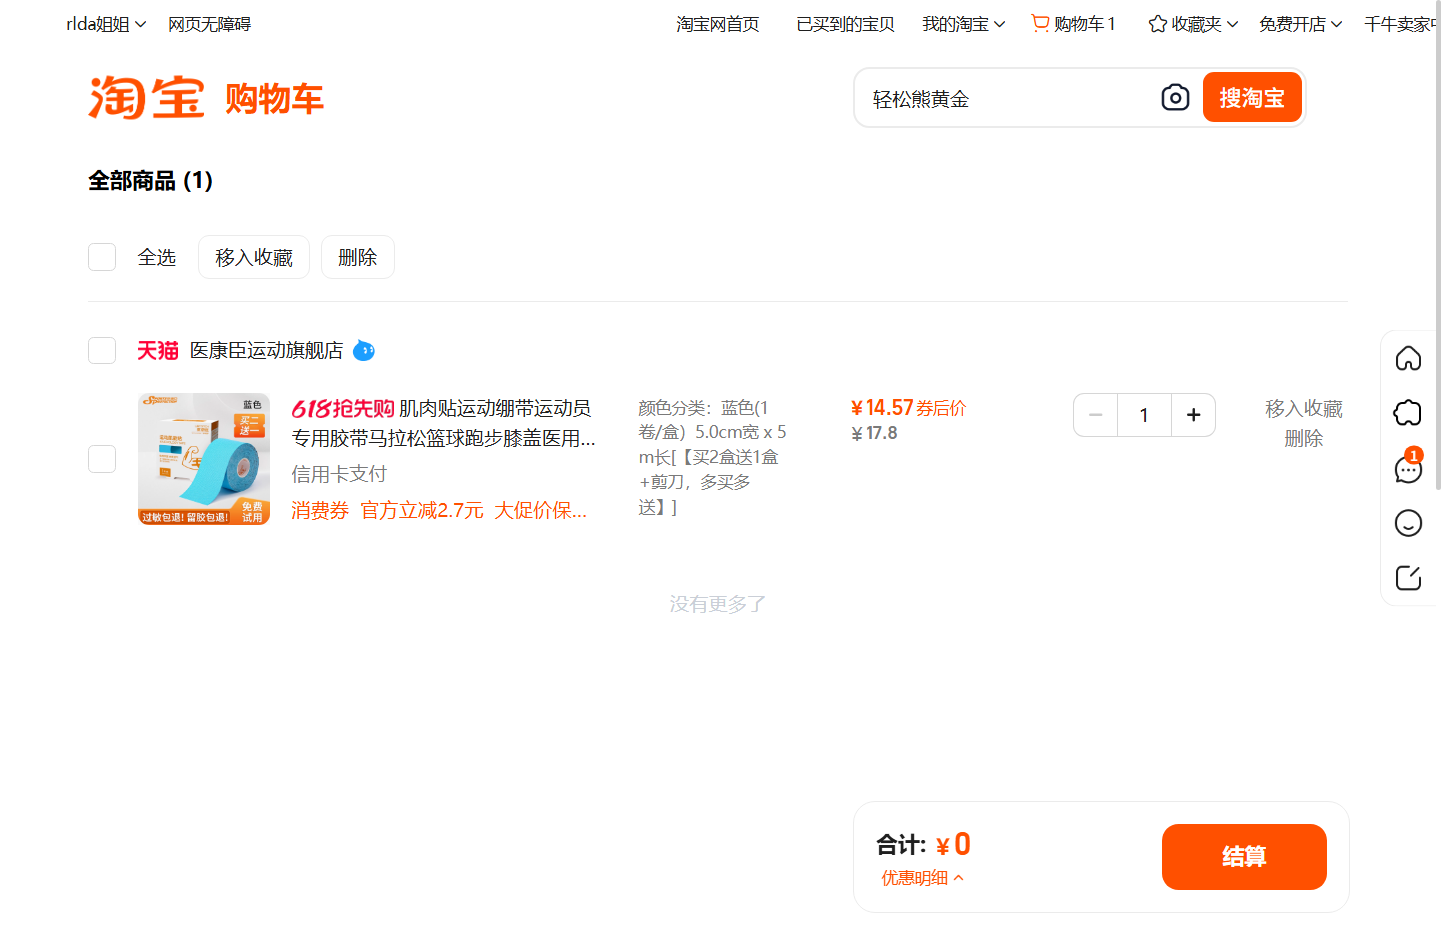 rlda姐姐
网页无障碍
淘宝网首页
已买到的宝贝
我的淘宝
购物车 1
收藏夹
免费开店
千牛卖家
淘宝 购物车
轻松熊黄金
搜淘宝
全部商品 (1)
全选
移入收藏
删除
天猫 医康臣运动旗舰店
蓝色
买二送一
过敏包退! 留胶包退!
免费试用
618抢先购 肌肉贴运动绷带运动员
专用胶带马拉松篮球跑步膝盖医用...
信用卡支付
消费券 官方立减2.7元 大促价保...
颜色分类：蓝色(1
卷/盒）5.0cm宽 x 5
m长[【买2盒送1盒
+剪刀，多买多
送】]
¥14.57 券后价
¥17.8
− 1 +
移入收藏
删除
1
没有更多了
合计: ¥0
优惠明细
结算